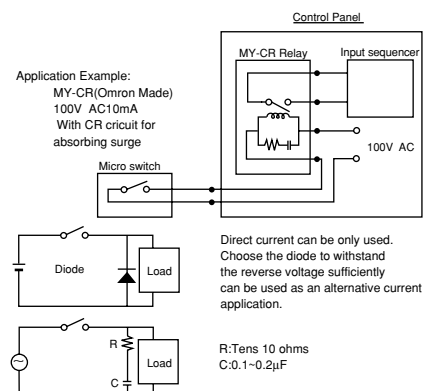 Control Panel
MY-CR Relay
Input sequencer
Application Example:
MY-CR(Omron Made)
100V AC10mA
With CR cricuit for
absorbing surge
100V AC
Micro switch
Direct current can be only used.
Choose the diode to withstand
the reverse voltage sufficiently
can be used as an alternative current
application.
Diode
Load
R:Tens 10 ohms
C:0.1~0.2μF
R
Load
C